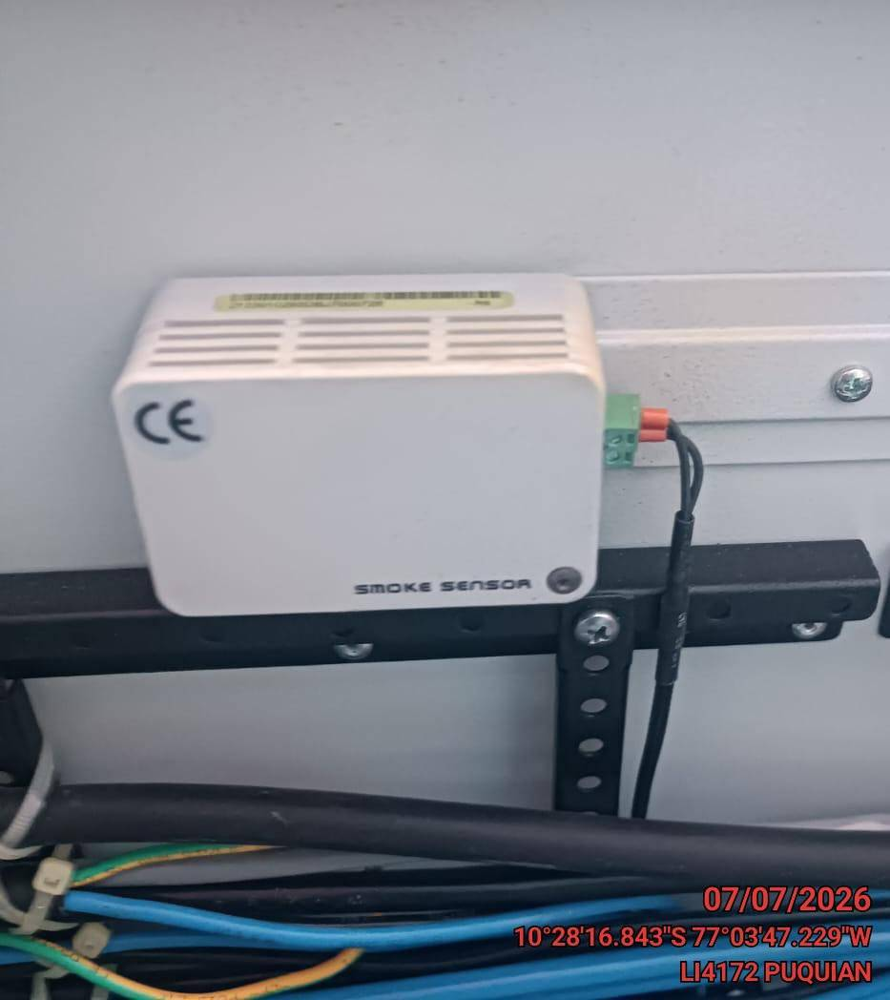 CE
SMOKE SENSOR
07/07/2026
10°28'16.843"S 77°03'47.229"W
LI4172 PUQUIAN